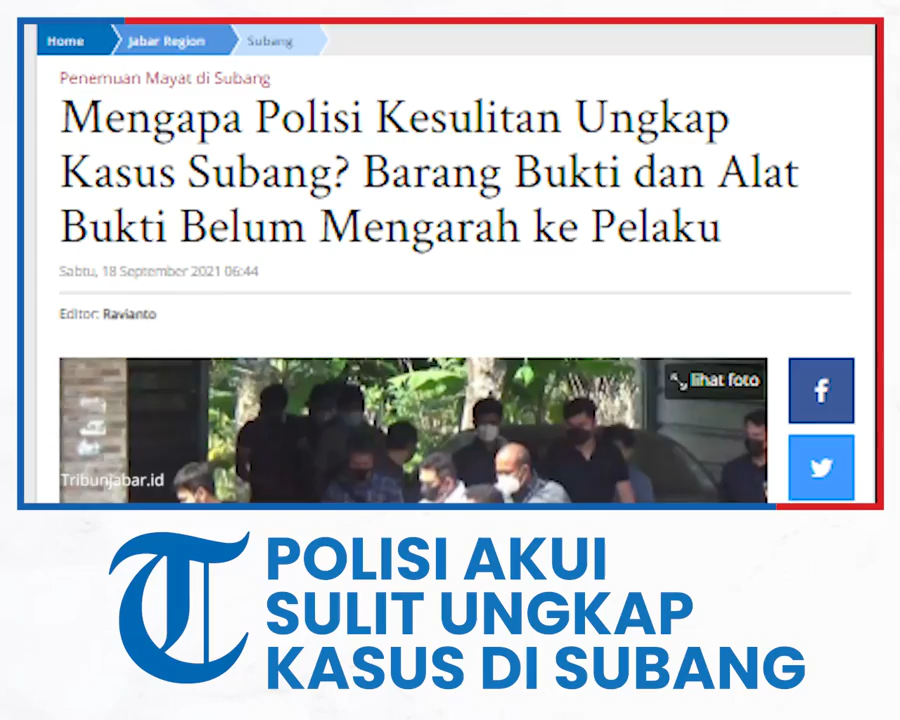 Home Jabar Region Subang
Penemuan Mayat di Subang
Mengapa Polisi Kesulitan Ungkap
Kasus Subang? Barang Bukti dan Alat
Bukti Belum Mengarah ke Pelaku
Sabtu, 18 September 2021 06:44
Editor: Ravianto
lihat foto
Tribunjabar.id
POLISI AKUI
SULIT UNGKAP
KASUS DI SUBANG